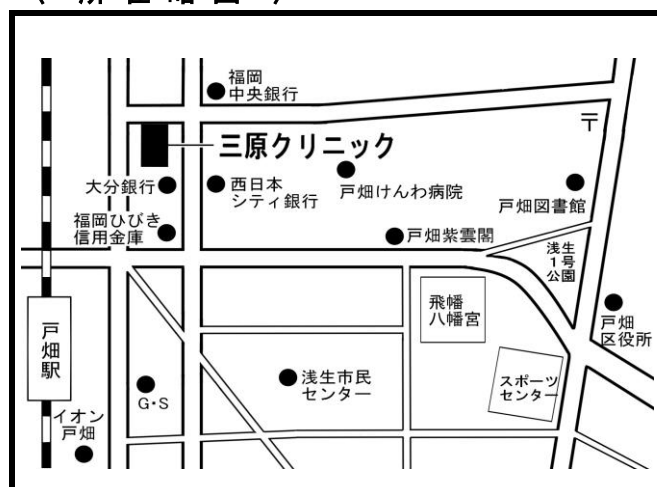 福岡
中央銀行
〒
三原クリニック
大分銀行
西日本
シティ銀行
戸畑けんわ病院
戸畑図書館
福岡ひびき
信用金庫
戸畑紫雲閣
浅生
1号
公園
飛幡
八幡宮
戸畑
区役所
戸畑駅
G・S
浅生市民
センター
スポーツ
センター
イオン
戸畑